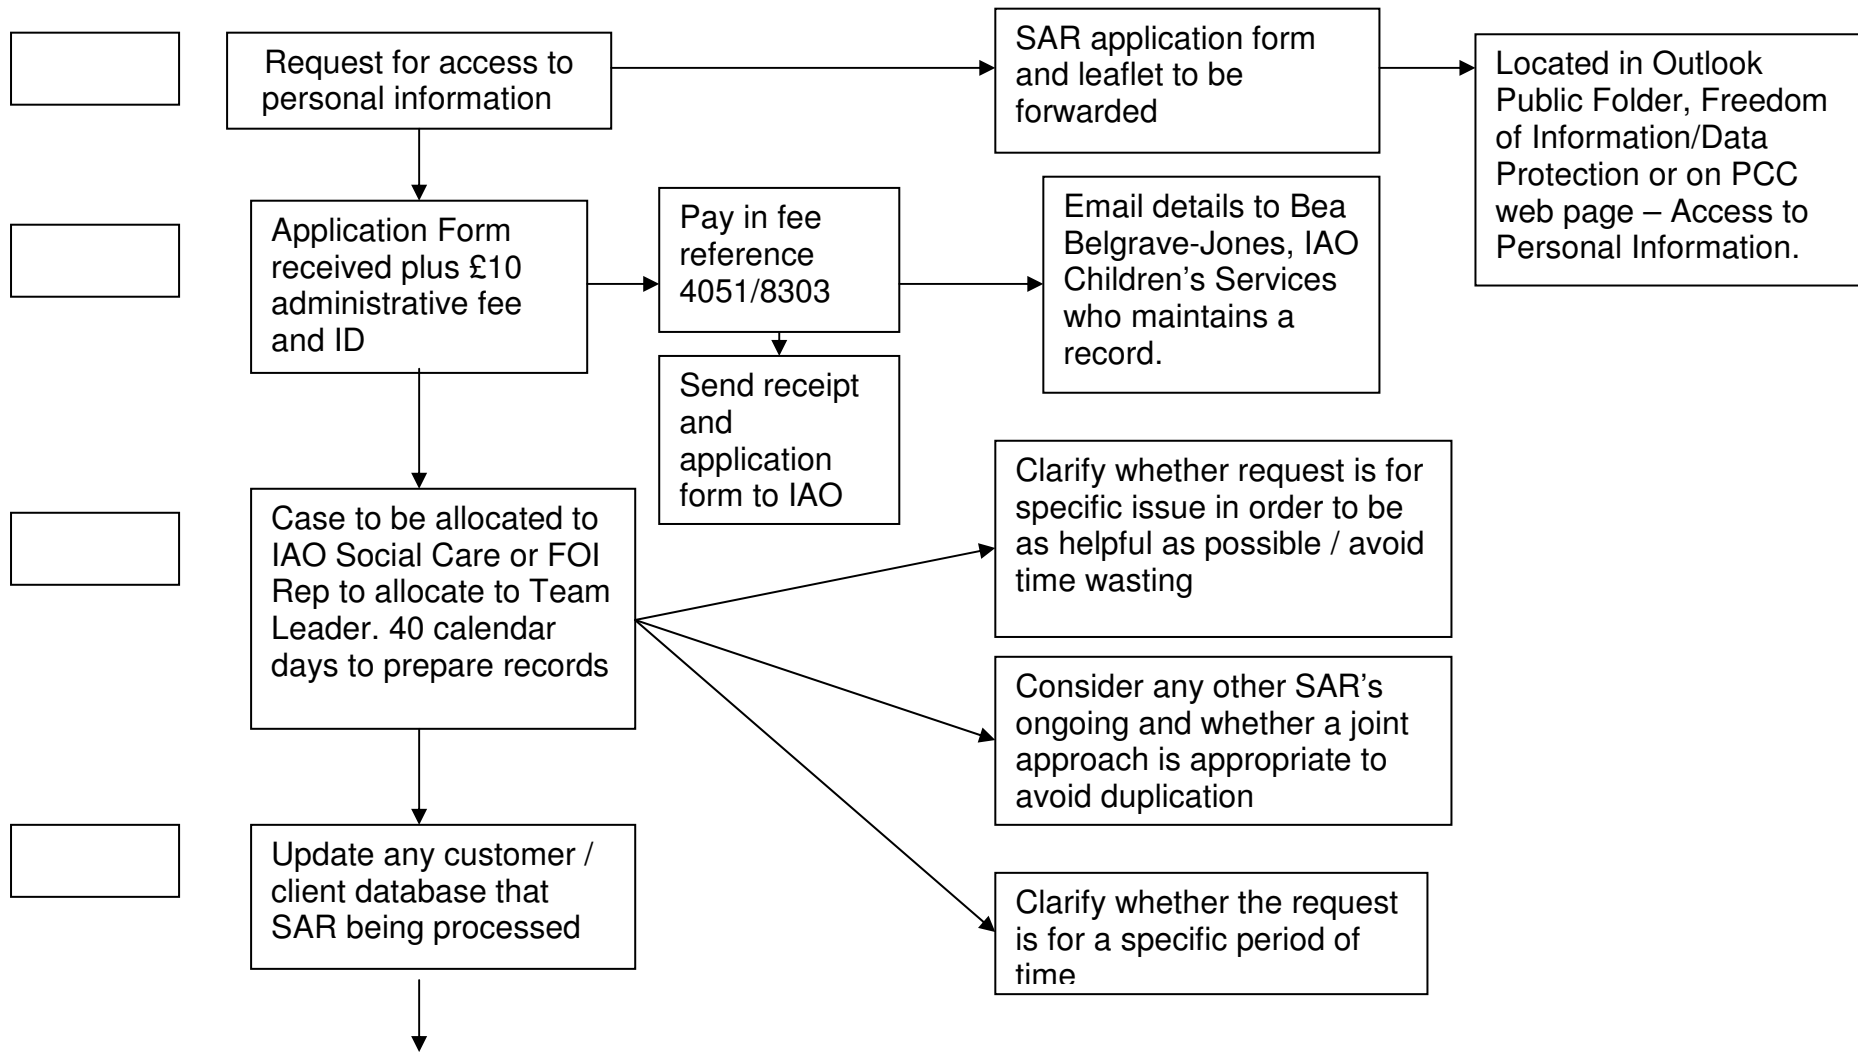 Request for access to
personal information
SAR application form
and leaflet to be
forwarded
Located in Outlook
Public Folder, Freedom
of Information/Data
Protection or on PCC
web page – Access to
Personal Information.
Application Form
received plus £10
administrative fee
and ID
Pay in fee
reference
4051/8303
Email details to Bea
Belgrave-Jones, IAO
Children’s Services
who maintains a
record.
Send receipt
and
application
form to IAO
Case to be allocated to
IAO Social Care or FOI
Rep to allocate to Team
Leader. 40 calendar
days to prepare records
Clarify whether request is for
specific issue in order to be
as helpful as possible / avoid
time wasting
Consider any other SAR’s
ongoing and whether a joint
approach is appropriate to
avoid duplication
Update any customer /
client database that
SAR being processed
Clarify whether the request
is for a specific period of
time